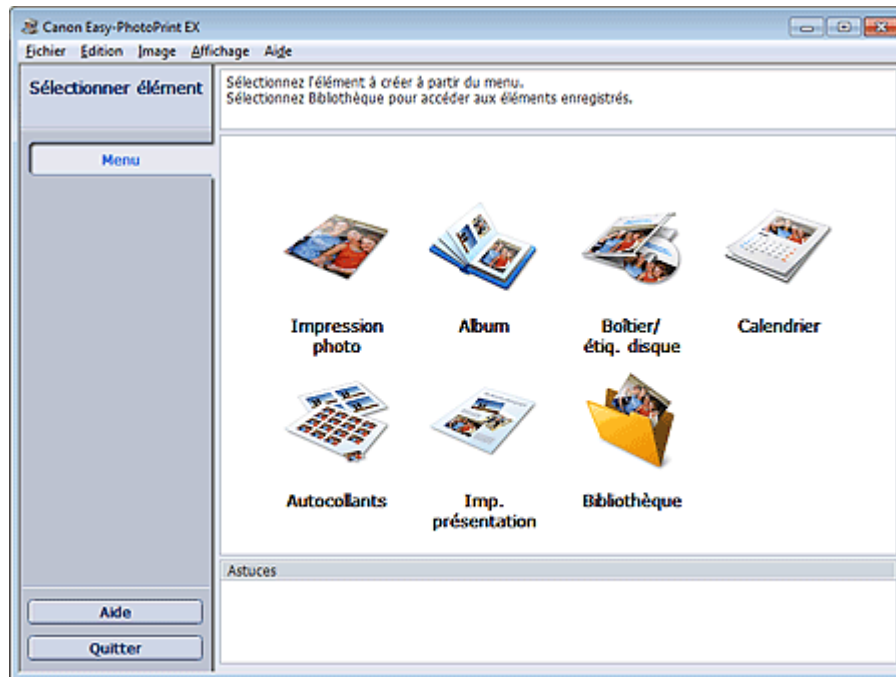 Canon Easy-PhotoPrint EX
Fichier Édition Image Affichage Aide
Sélectionner élément
Sélectionnez l'élément à créer à partir du menu.
Sélectionnez Bibliothèque pour accéder aux éléments enregistrés.
Menu
Impression
photo
Album
Boîtier/
étiq. disque
Calendrier
Autocollants
Imp.
présentation
Bibliothèque
Astuces
Aide
Quitter